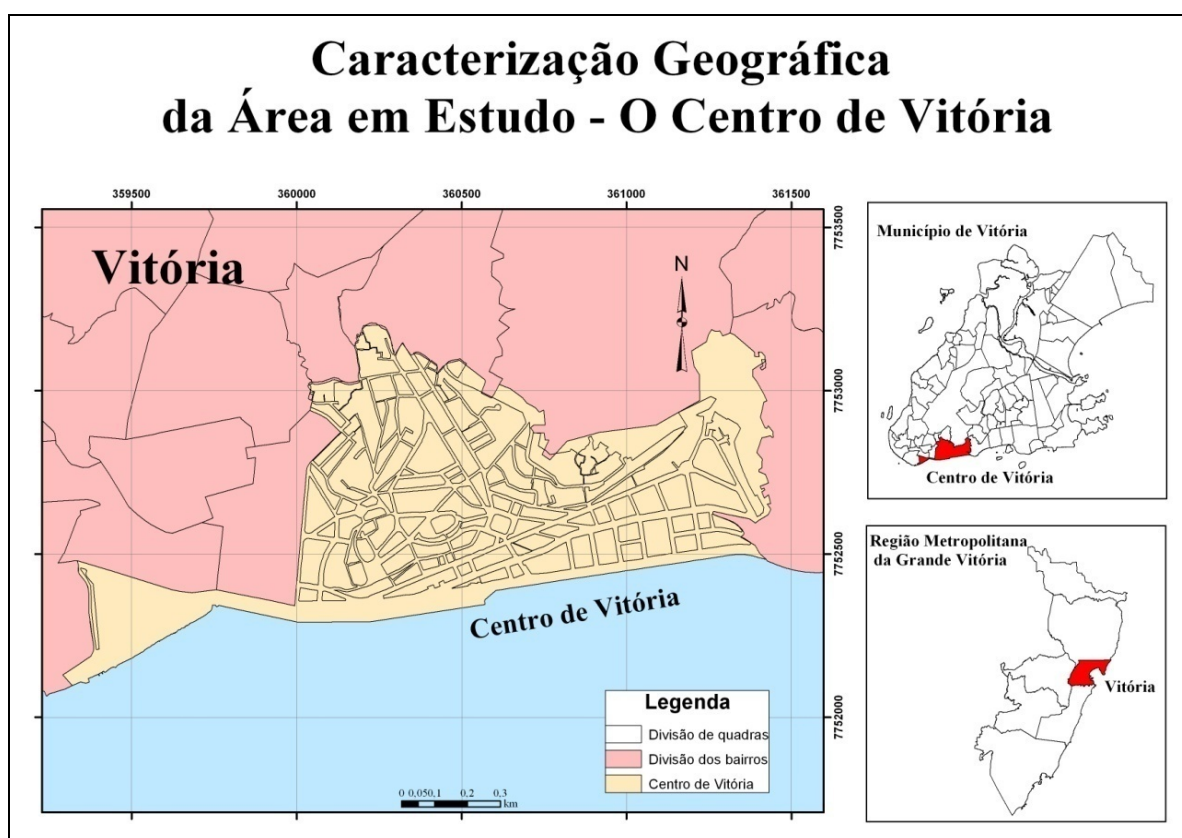 Caracterização Geográfica
da Área em Estudo - O Centro de Vitória
359500 360000 360500 361000 361500
Vitória
N
7753500
7753000
7752500
7752000
Centro de Vitória
Legenda
Divisão de quadras
Divisão dos bairros
Centro de Vitória
0 0,050,1 0,2 0,3
km
Município de Vitória
Centro de Vitória
Região Metropolitana
da Grande Vitória
Vitória